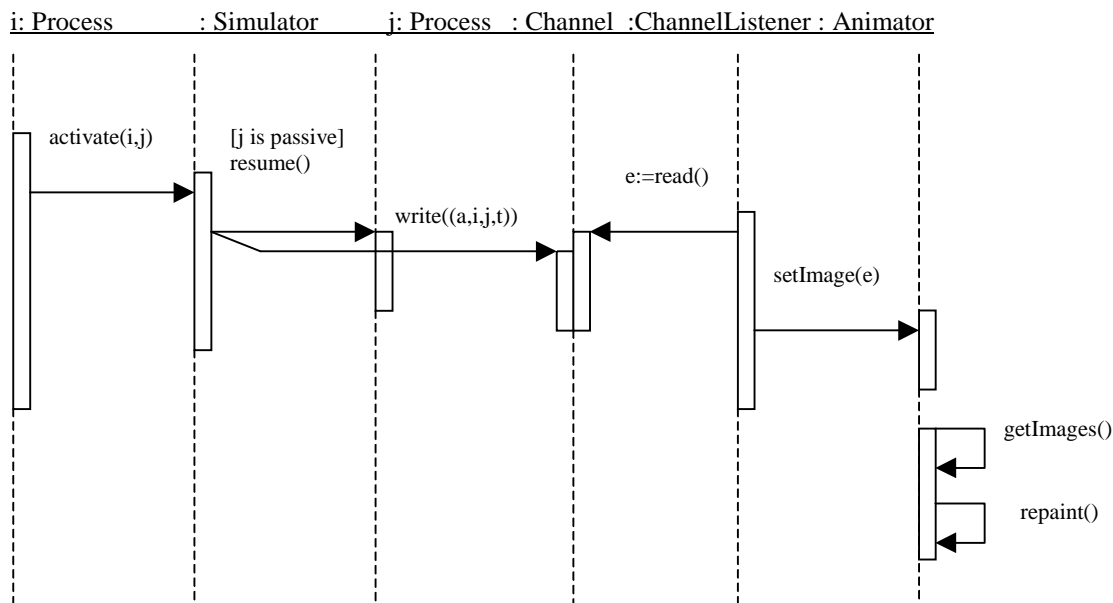 i: Process : Simulator j: Process : Channel :ChannelListener : Animator
activate(i,j)
[j is passive]
resume()
e:=read()
write((a,i,j,t))
setImage(e)
getImages()
repaint()